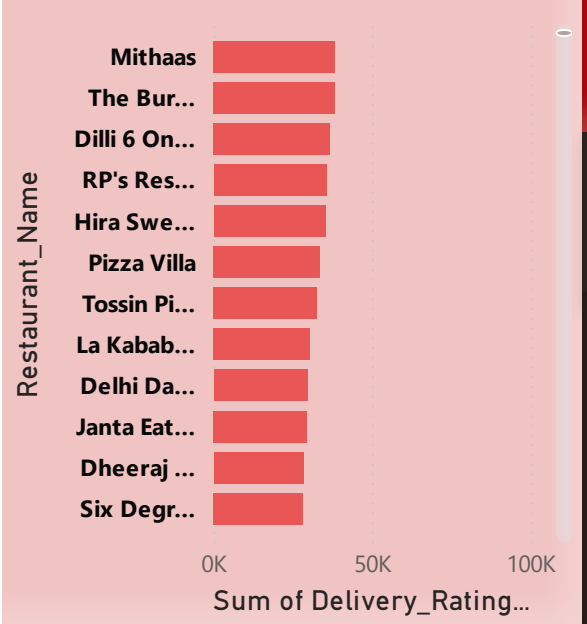 Restaurant_Name
Mithaas
The Bur...
Dilli 6 On...
RP's Res...
Hira Swe...
Pizza Villa
Tossin Pi...
La Kabab...
Delhi Da...
Janta Eat...
Dheeraj ...
Six Degr...
0K 50K 100K
Sum of Delivery_Rating...